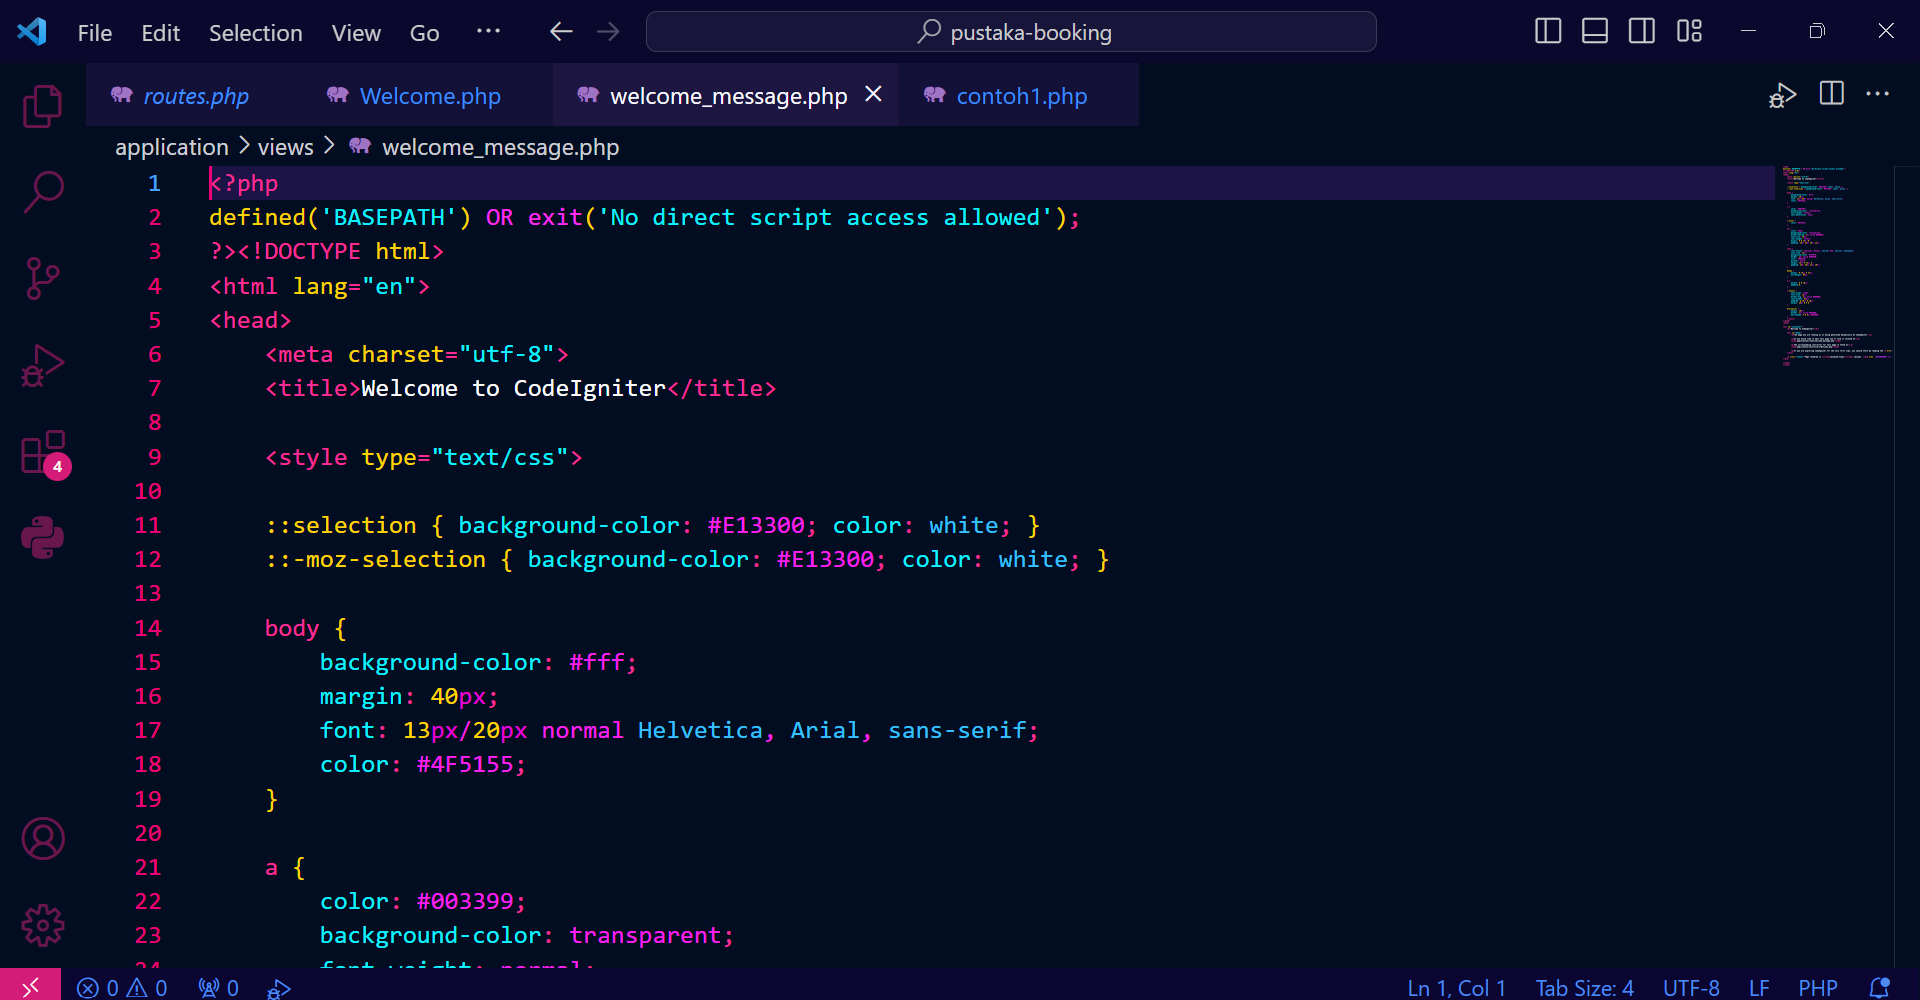 File Edit Selection View Go ··· pustaka-booking
routes.php Welcome.php welcome_message.php contoh1.php
application > views > welcome_message.php
1 <?php
2 defined('BASEPATH') OR exit('No direct script access allowed');
3 ?><!DOCTYPE html>
4 <html lang="en">
5 <head>
6 <meta charset="utf-8">
7 <title>Welcome to CodeIgniter</title>
8
9 <style type="text/css">
10
11 ::selection { background-color: #E13300; color: white; }
12 ::-moz-selection { background-color: #E13300; color: white; }
13
14 body {
15 background-color: #fff;
16 margin: 40px;
17 font: 13px/20px normal Helvetica, Arial, sans-serif;
18 color: #4F5155;
19 }
20
21 a {
22 color: #003399;
23 background-color: transparent;
24 font-weight: normal;
4
0 0 0 Ln 1, Col 1 Tab Size: 4 UTF-8 LF PHP